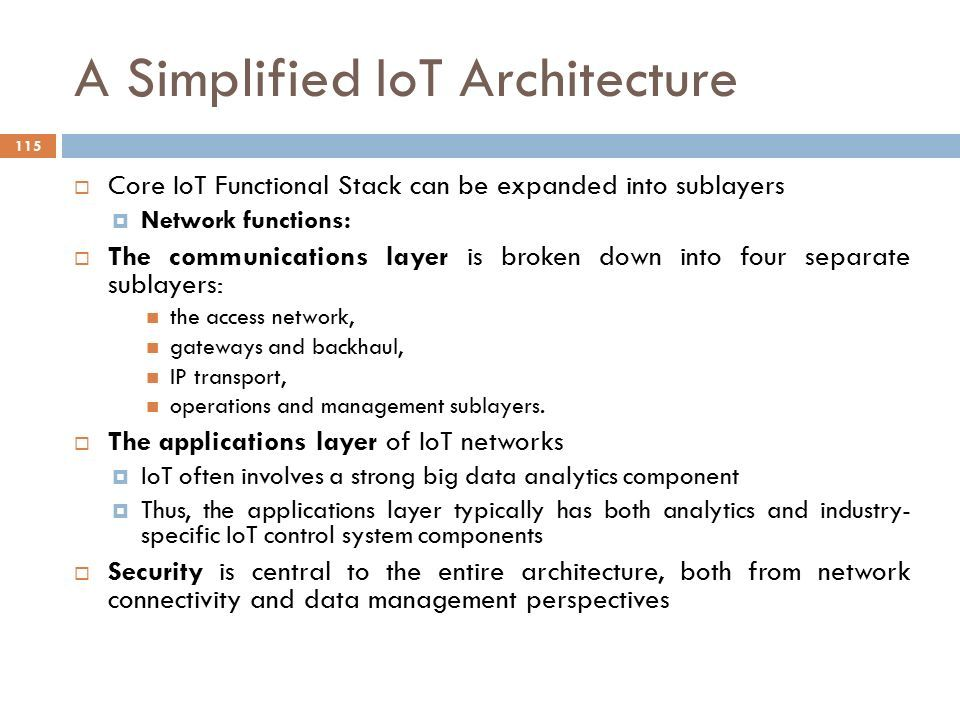 A Simplified IoT Architecture
115
Core IoT Functional Stack can be expanded into sublayers
Network functions:
The communications layer is broken down into four separate
sublayers:
the access network,
gateways and backhaul,
IP transport,
operations and management sublayers.
The applications layer of IoT networks
IoT often involves a strong big data analytics component
Thus, the applications layer typically has both analytics and industry-
specific IoT control system components
Security is central to the entire architecture, both from network
connectivity and data management perspectives